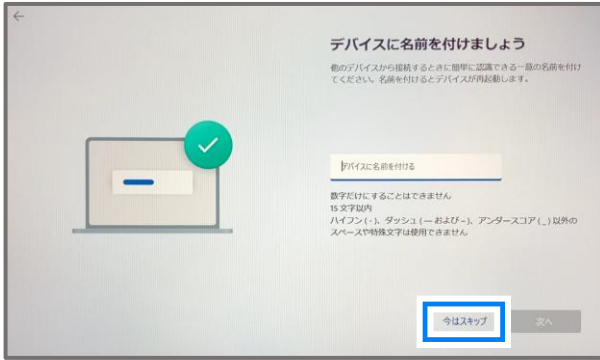 デバイスに名前を付けましょう
他のデバイスから接続するときに簡単に認識できる一意の名前を付け
てください。名前を付けるとデバイスが再起動します。
デバイスに名前を付ける
数字だけにすることはできません
15 文字以内
ハイフン (-)、ダッシュ (— および –)、アンダースコア (_) 以外の
スペースや特殊文字は使用できません
今はスキップ
次へ